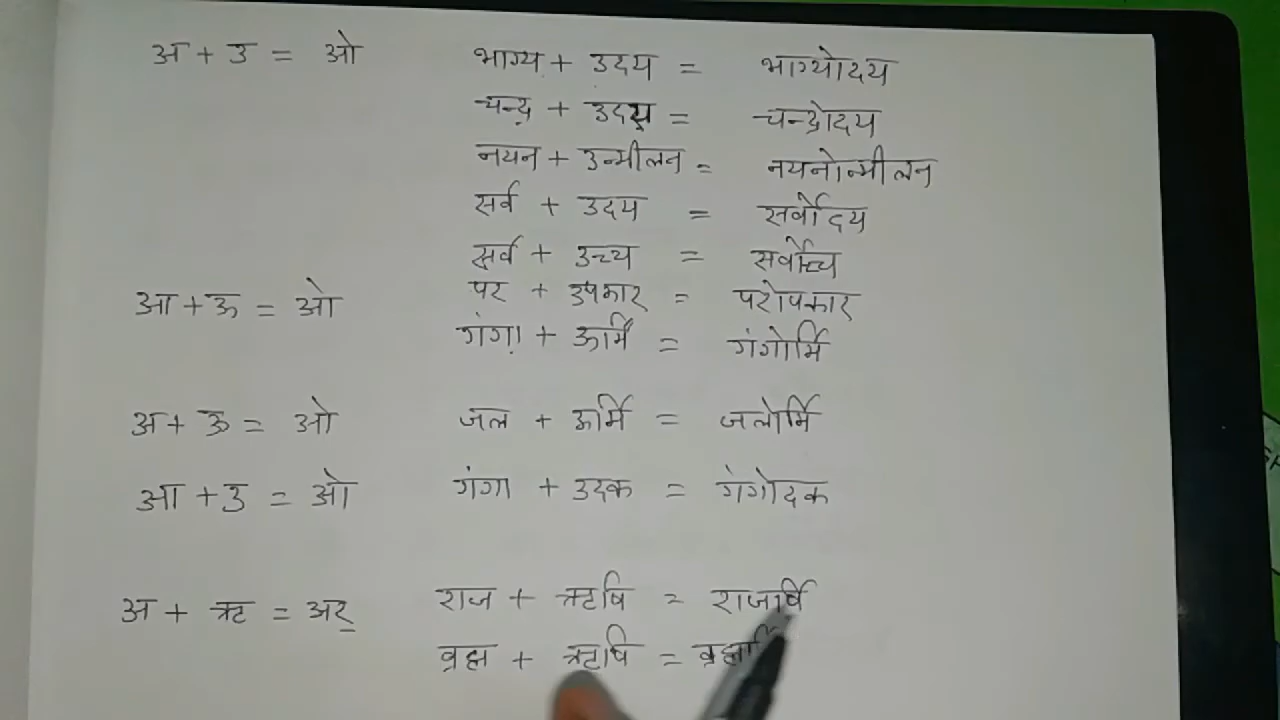 अ + उ = ओ भाग्य + उदय = भाग्योदय
चन्द्र + उदय = चन्द्रोदय
नयन + उन्मीलन = नयनोन्मीलन
सर्व + उदय = सर्वोदय
सर्व + उच्च = सर्वोच्च
पर + उपकार = परोपकार
आ + ऊ = ओ गंगा + ऊर्मि = गंगोर्मि
अ + ऊ = ओ जल + ऊर्मि = जलोर्मि
आ + उ = ओ गंगा + उदक = गंगोदक
अ + ऋ = अर् राज + ऋषि = राजर्षि
ब्रह्म + ऋषि =